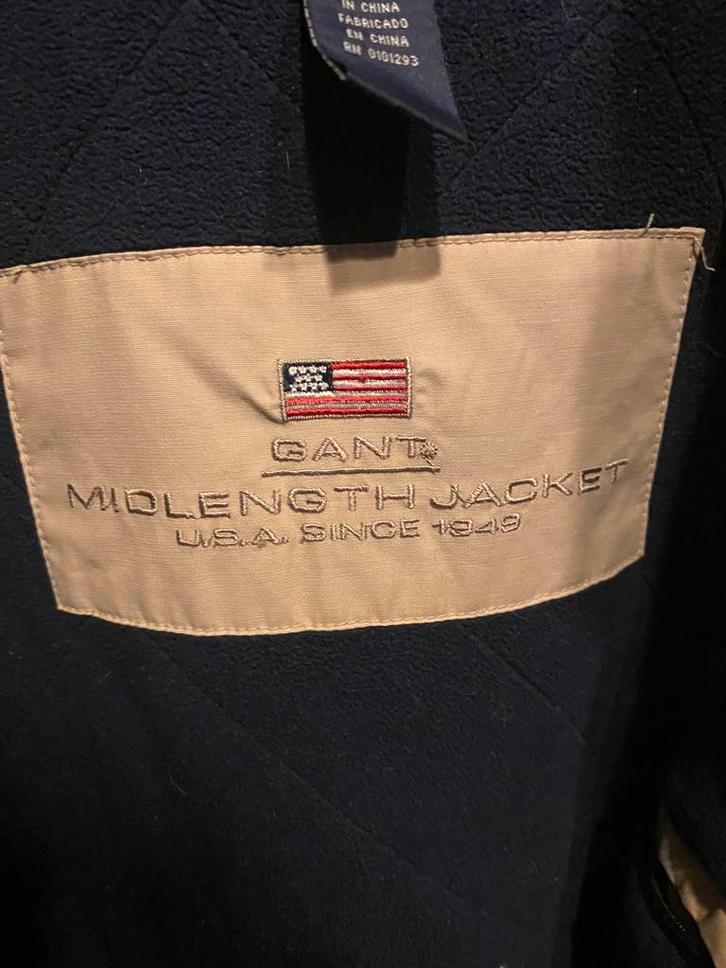 IN CHINA
FABRICADO
EN CHINA
RN 0101293
GANT
MIDLENGTH JACKET
U.S.A. SINCE 1949